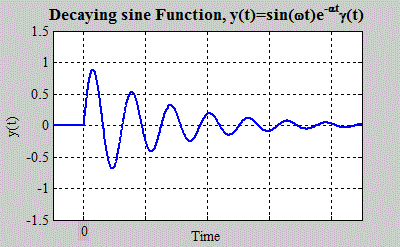 Decaying sine Function, y(t)=sin(ωt)e^-αt γ(t)
1.5
1
0.5
0
-0.5
-1
-1.5
y(t)
0
Time